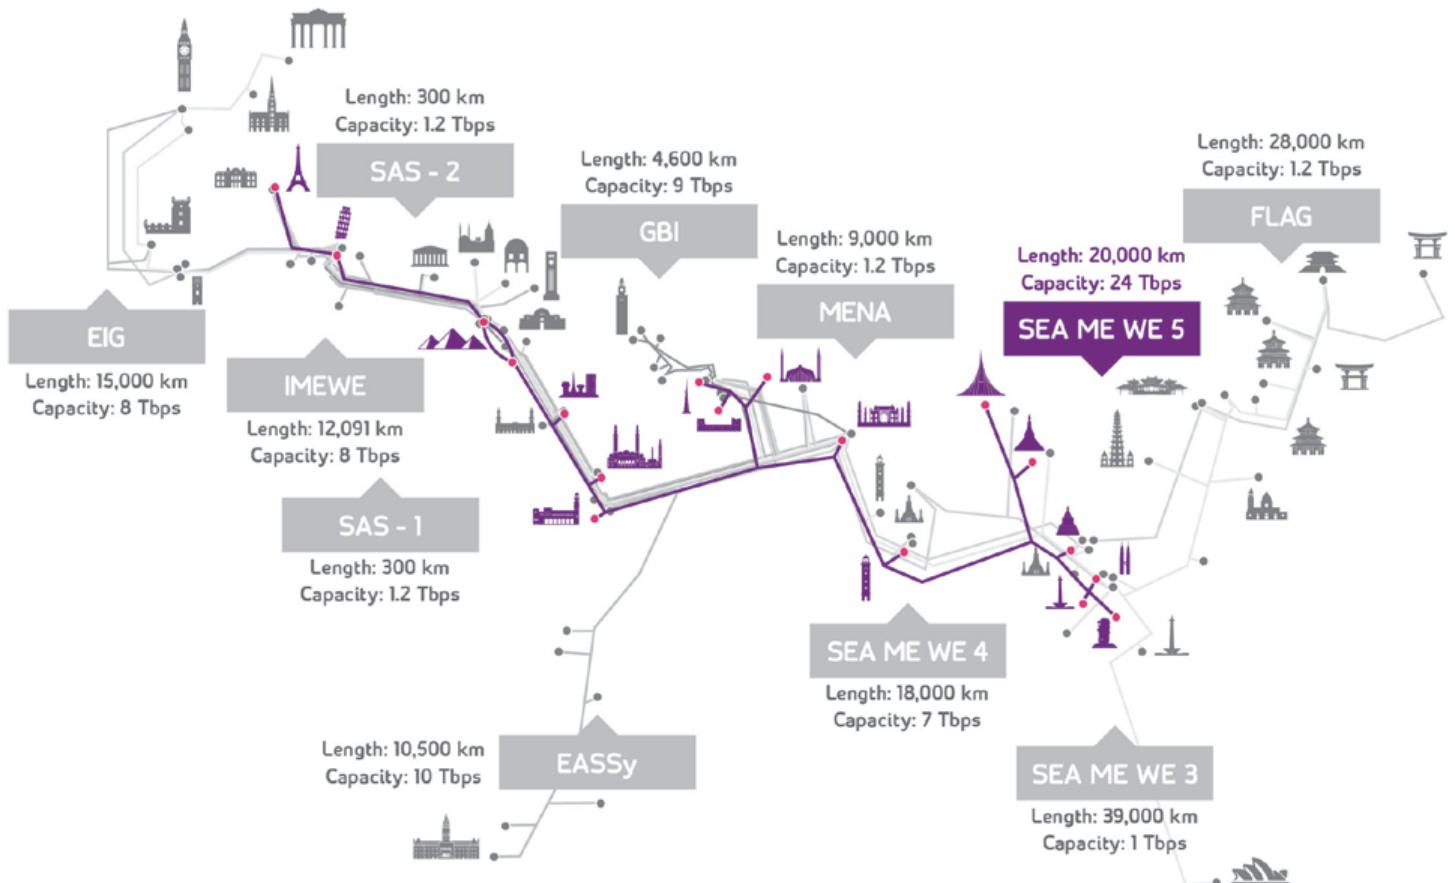 Length: 300 km
Capacity: 1.2 Tbps
SAS - 2
Length: 4,600 km
Capacity: 9 Tbps
GBI
Length: 28,000 km
Capacity: 1.2 Tbps
FLAG
Length: 9,000 km
Capacity: 1.2 Tbps
MENA
Length: 20,000 km
Capacity: 24 Tbps
SEA ME WE 5
EIG
Length: 15,000 km
Capacity: 8 Tbps
IMEWE
Length: 12,091 km
Capacity: 8 Tbps
SAS - 1
Length: 300 km
Capacity: 1.2 Tbps
SEA ME WE 4
Length: 18,000 km
Capacity: 7 Tbps
Length: 10,500 km
Capacity: 10 Tbps
EASSy
SEA ME WE 3
Length: 39,000 km
Capacity: 1 Tbps